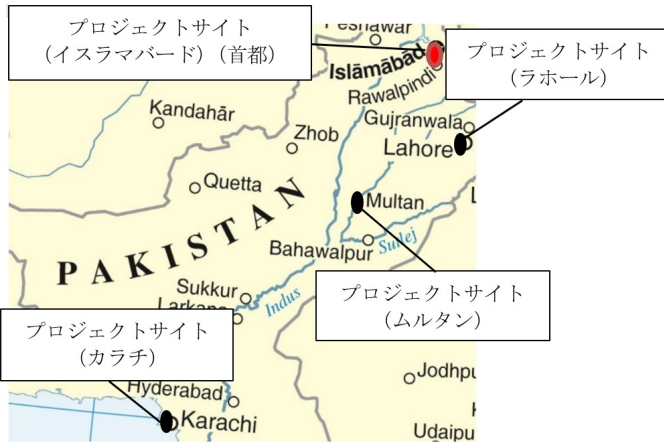 プロジェクトサイト
（イスラマバード）（首都）
Peshawar
プロジェクトサイト
（ラホール）
Islāmābād
Rawalpindi
Kandahār
Gujranwala
Zhob
Lahore
Quetta
Multan
PAKISTAN
Bahawalpur
Sutlej
Sukkur
Indus
プロジェクトサイト
（ムルタン）
Larkana
プロジェクトサイト
（カラチ）
Hyderabad
Karachi